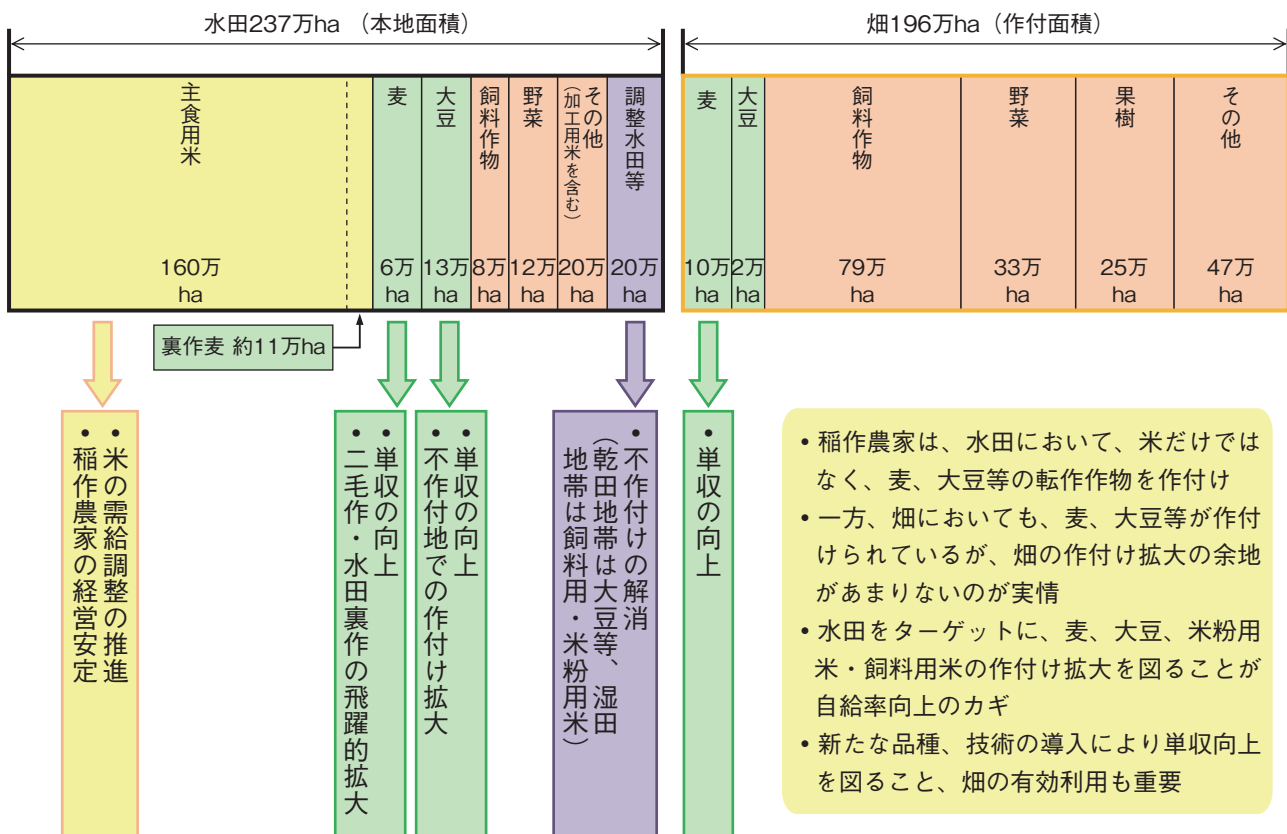 水田237万ha（本地面積）
畑196万ha（作付面積）
主食用米
160万
ha
麦
6万
ha
大豆
13万
ha
飼料作物
8万
ha
野菜
12万
ha
その他
（加工用米を含む）
20万
ha
調整水田等
20万
ha
麦
10万
ha
大豆
2万
ha
飼料作物
79万
ha
野菜
33万
ha
果樹
25万
ha
その他
47万
ha
裏作麦 約11万ha
•米の需給調整の推進
•稲作農家の経営安定
•単収の向上
•二毛作・水田裏作の飛躍的拡大
•単収の向上
•不作付地での作付け拡大
•不作付けの解消
（乾田地帯は大豆等、湿田
地帯は飼料用・米粉用米）
•単収の向上
•稲作農家は、水田において、米だけでは
なく、麦、大豆等の転作作物を作付け
•一方、畑においても、麦、大豆等が作付
けられているが、畑の作付け拡大の余地
があまりないのが実情
•水田をターゲットに、麦、大豆、米粉用
米・飼料用米の作付け拡大を図ることが
自給率向上のカギ
•新たな品種、技術の導入により単収向上
を図ること、畑の有効利用も重要